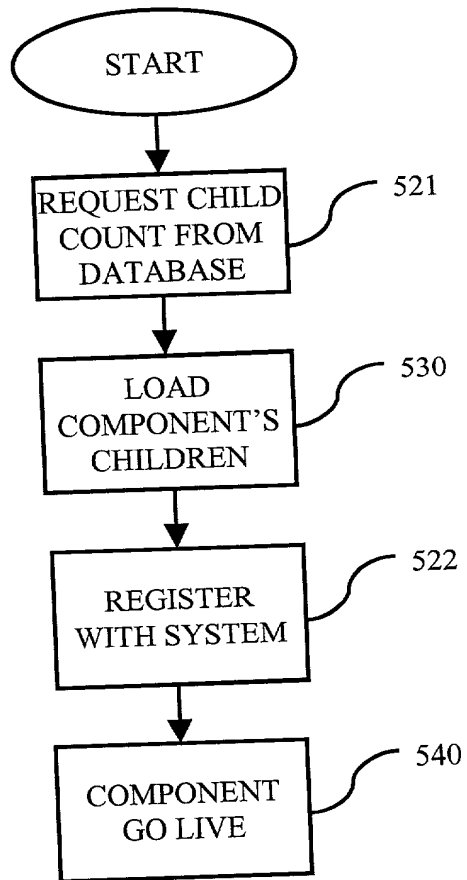 START
REQUEST CHILD
COUNT FROM
DATABASE
521
LOAD
COMPONENT'S
CHILDREN
530
REGISTER
WITH SYSTEM
522
COMPONENT
GO LIVE
540